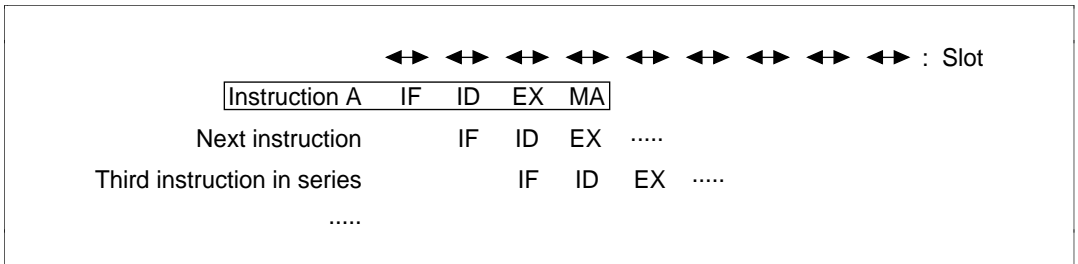 : Slot
Instruction A IF ID EX MA
Next instruction IF ID EX .....
Third instruction in series IF ID EX .....
.....